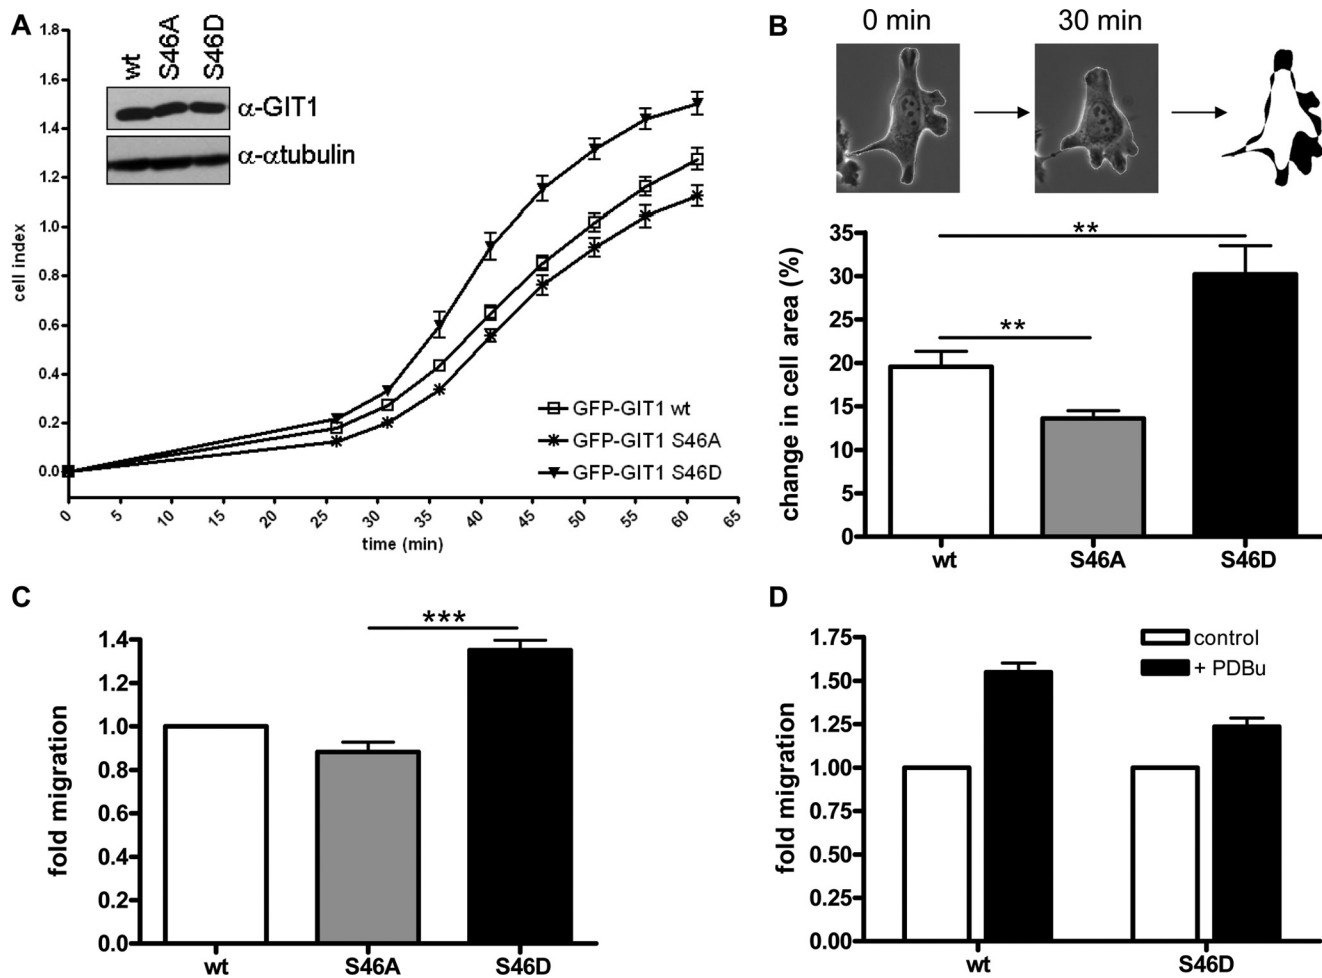 A
wt
S46A
S46D
α-GIT1
α-αtubulin
cell index
1.8
1.6
1.4
1.2
1.0
0.8
0.6
0.4
0.2
0.0
GFP-GIT1 wt
GFP-GIT1 S46A
GFP-GIT1 S46D
0 5 10 15 20 25 30 35 40 45 50 55 60 65
time (min)
B
0 min 30 min
change in cell area (%)
35
30
25
20
15
10
5
0
**
**
wt S46A S46D
C
fold migration
1.4
1.2
1.0
0.8
0.6
0.4
0.2
0.0
***
wt S46A S46D
D
fold migration
1.75
1.50
1.25
1.00
0.75
0.50
0.25
0.00
control
+ PDBu
wt S46D